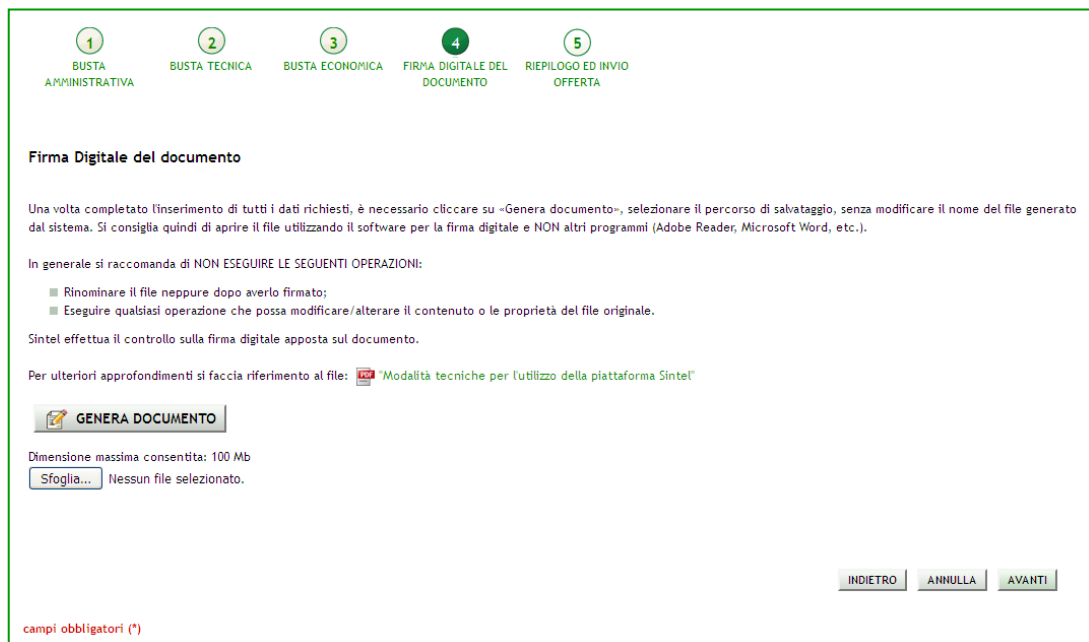 1 2 3 4 5
BUSTA AMMINISTRATIVA BUSTA TECNICA BUSTA ECONOMICA FIRMA DIGITALE DEL DOCUMENTO RIEPILOGO ED INVIO OFFERTA
Firma Digitale del documento
Una volta completato l'inserimento di tutti i dati richiesti, è necessario cliccare su «Genera documento», selezionare il percorso di salvataggio, senza modificare il nome del file generato
dal sistema. Si consiglia quindi di aprire il file utilizzando il software per la firma digitale e NON altri programmi (Adobe Reader, Microsoft Word, etc.).
In generale si raccomanda di NON ESEGUIRE LE SEGUENTI OPERAZIONI:
Rinominare il file neppure dopo averlo firmato;
Eseguire qualsiasi operazione che possa modificare/alterare il contenuto o le proprietà del file originale.
Sintel effettua il controllo sulla firma digitale apposta sul documento.
Per ulteriori approfondimenti si faccia riferimento al file: PDF "Modalità tecniche per l'utilizzo della piattaforma Sintel"
GENERA DOCUMENTO
Dimensione massima consentita: 100 Mb
Sfoglia... Nessun file selezionato.
INDIETRO ANNULLA AVANTI
campi obbligatori (*)